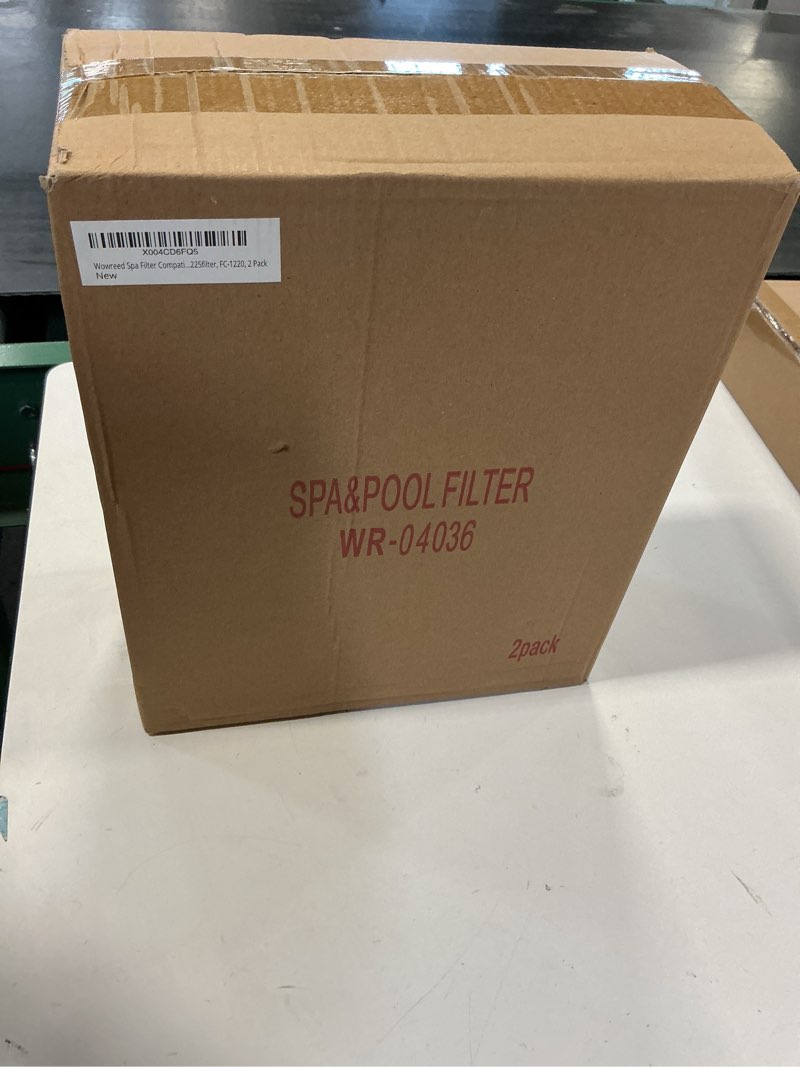 X004CD6FQ5
Wowreed Spa Filter Compati...225filter, FC-1220, 2 Pack
New
SPA&POOL FILTER
WR-04036
2pack